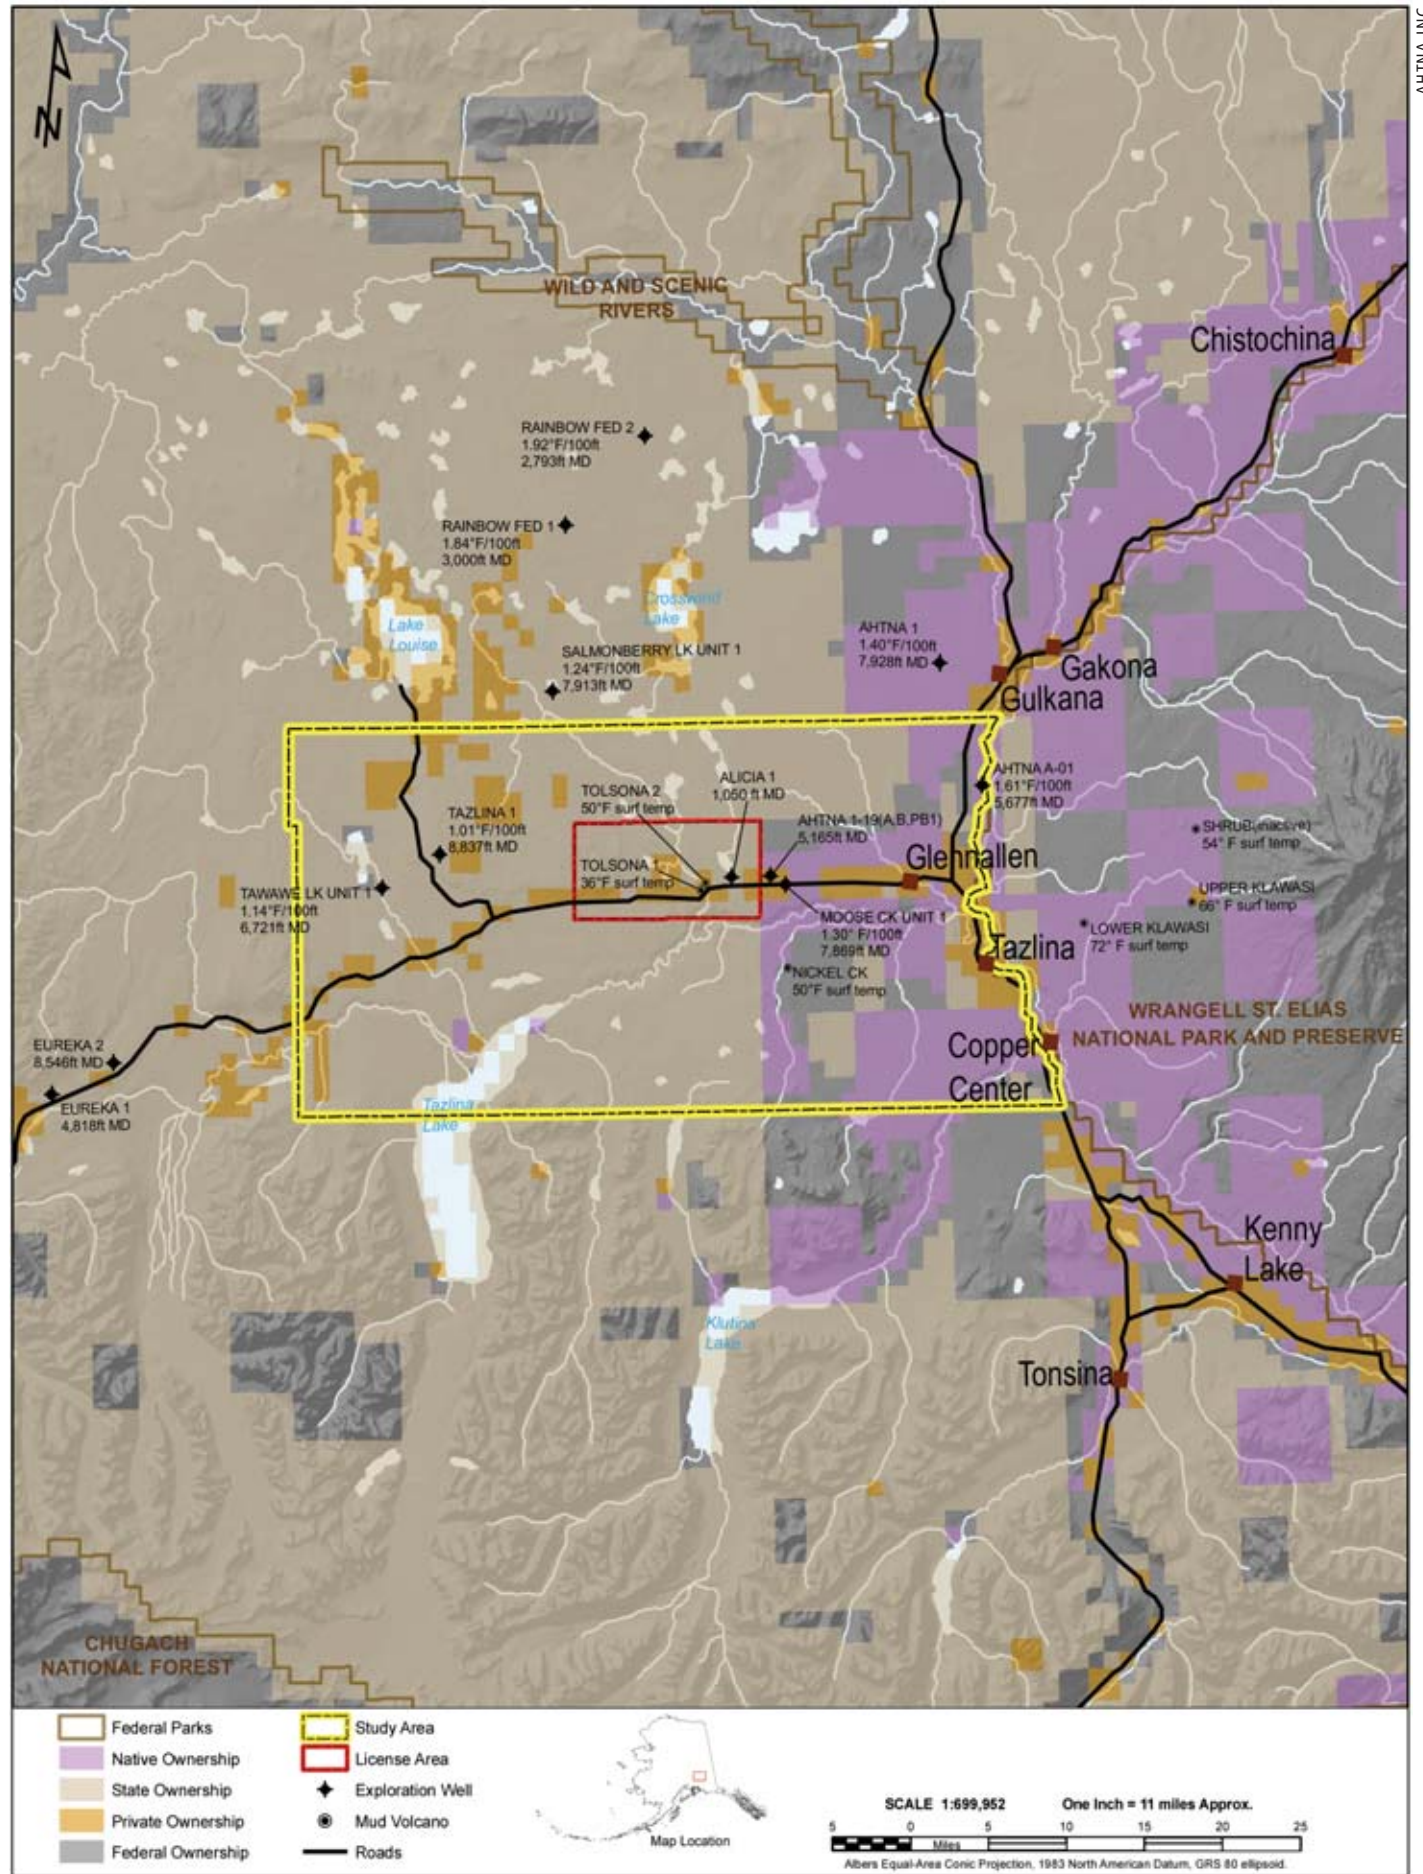 AHTNA INC
N
WILD AND SCENIC
RIVERS
Chistochina
RAINBOW FED 2
1.92°F/100ft
2,793ft MD
RAINBOW FED 1
1.84°F/100ft
3,000ft MD
Crosswind
Lake
Lake
Louise
AHTNA 1
1.40°F/100ft
7,928ft MD
SALMONBERRY LK UNIT 1
1.24°F/100ft
7,913ft MD
Gakona
Gulkana
AHTNA A-01
1.61°F/100ft
5,677ft MD
ALICIA 1
1,050 ft MD
TOLSONA 2
50°F surf temp
TAZLINA 1
1.01°F/100ft
8,837ft MD
AHTNA 1-19(A,B,PB1)
5,165ft MD
SHRUB(inacsve)
54° F surf temp
Glennallen
TOLSONA 1
36°F surf temp
TAWAWE LK UNIT 1
1.14°F/100ft
6,721ft MD
UPPER KLAWASI
66° F surf temp
MOOSE CK UNIT 1
1.30° F/100ft
7,869ft MD
LOWER KLAWASI
72° F surf temp
Tazlina
NICKEL CK
50°F surf temp
WRANGELL ST. ELIAS
NATIONAL PARK AND PRESERVE
Copper
Center
EUREKA 2
8,546ft MD
EUREKA 1
4,818ft MD
Tazlina
Lake
Kenny
Lake
Klutina
Lake
Tonsina
CHUGACH
NATIONAL FOREST
Federal Parks
Native Ownership
State Ownership
Private Ownership
Federal Ownership
Study Area
License Area
Exploration Well
Mud Volcano
Roads
Map Location
SCALE 1:699,952 One Inch = 11 miles Approx.
5 0 5 10 15 20 25
Miles
Albers Equal-Area Conic Projection, 1983 North American Datum, GRS 80 ellipsoid.